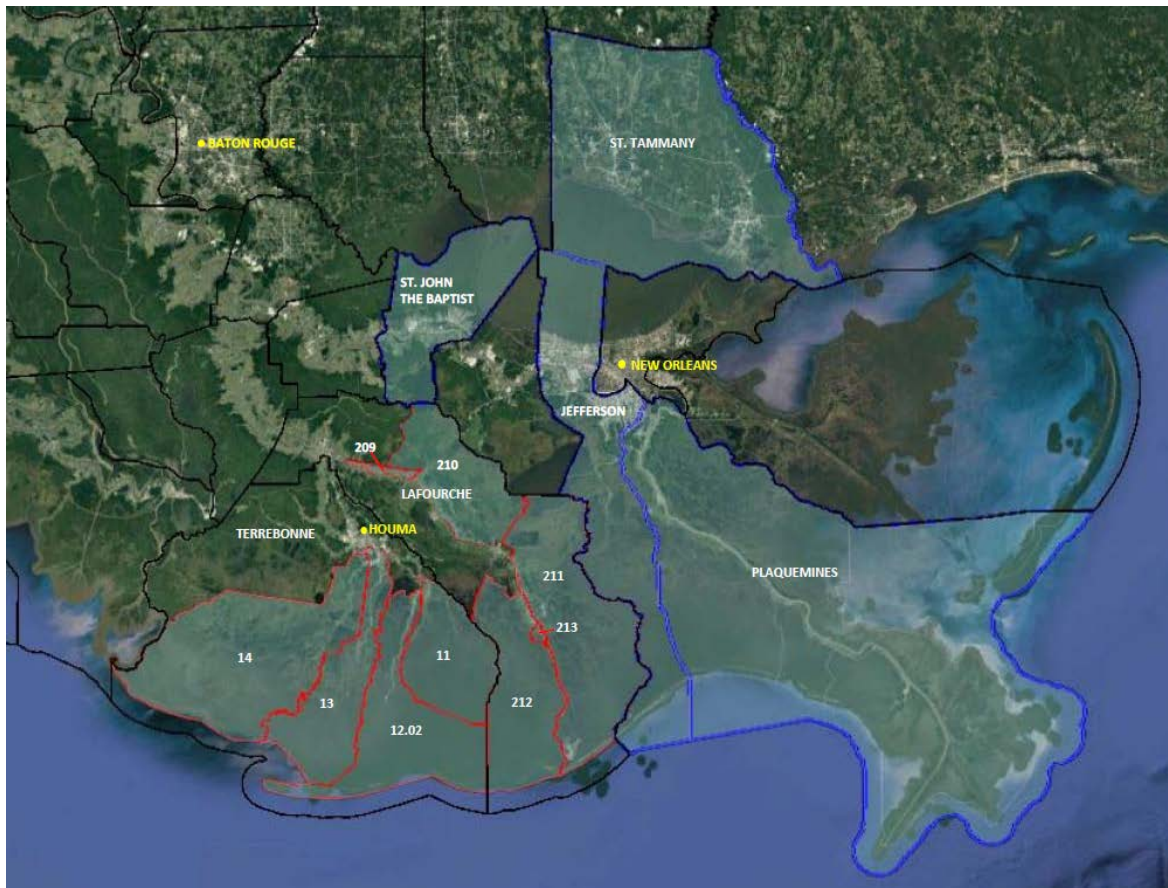 ST. TAMMANY
BATON ROUGE
ST. JOHN
THE BAPTIST
NEW ORLEANS
JEFFERSON
209
210
LAFOURCHE
TERREBONNE
HOUMA
PLAQUEMINES
211
213
14
11
13
212
12.02